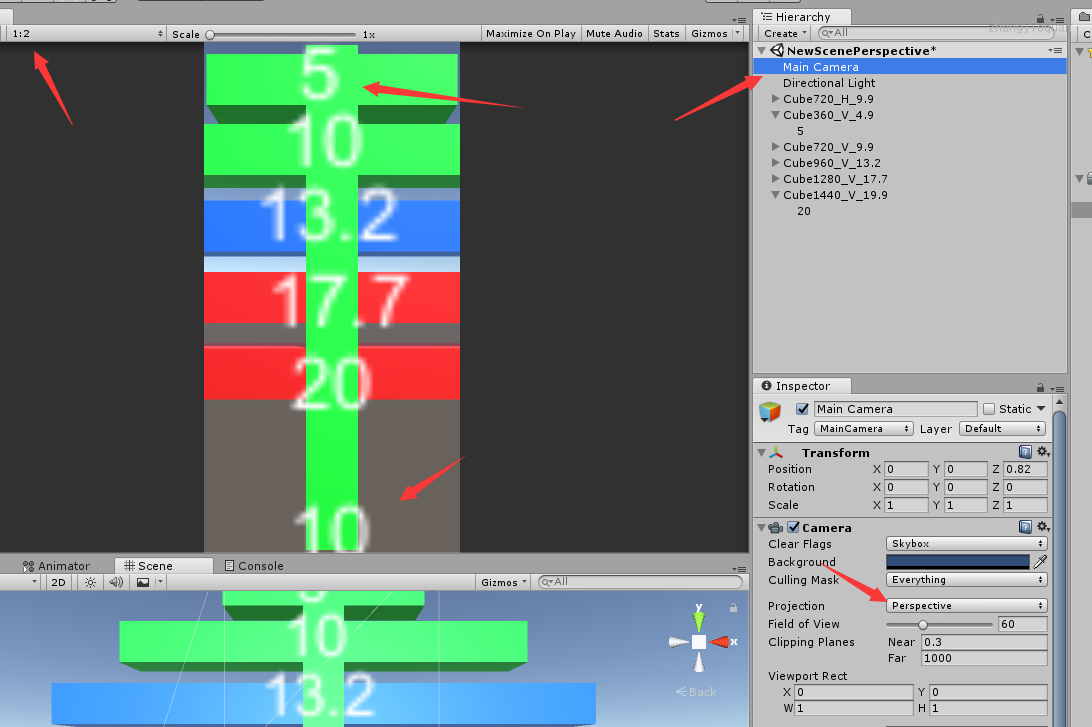 1:2
Scale
1x
Maximize On Play
Mute Audio
Stats
Gizmos
5
10
13.2
17.7
20
10
Animator
Scene
Console
2D
Gizmos
All
10
13.2
y
x
Back
Hierarchy
Create
All
NewScenePerspective*
Main Camera
Directional Light
Cube720_H_9.9
Cube360_V_4.9
5
Cube720_V_9.9
Cube960_V_13.2
Cube1280_V_17.7
Cube1440_V_19.9
20
Inspector
Main Camera
Static
Tag MainCamera Layer Default
Transform
Position X 0 Y 0 Z 0.82
Rotation X 0 Y 0 Z 0
Scale X 1 Y 1 Z 1
Camera
Clear Flags Skybox
Background
Culling Mask Everything
Projection Perspective
Field of View 60
Clipping Planes Near 0.3
Far 1000
Viewport Rect
X 0 Y 0
W 1 H 1